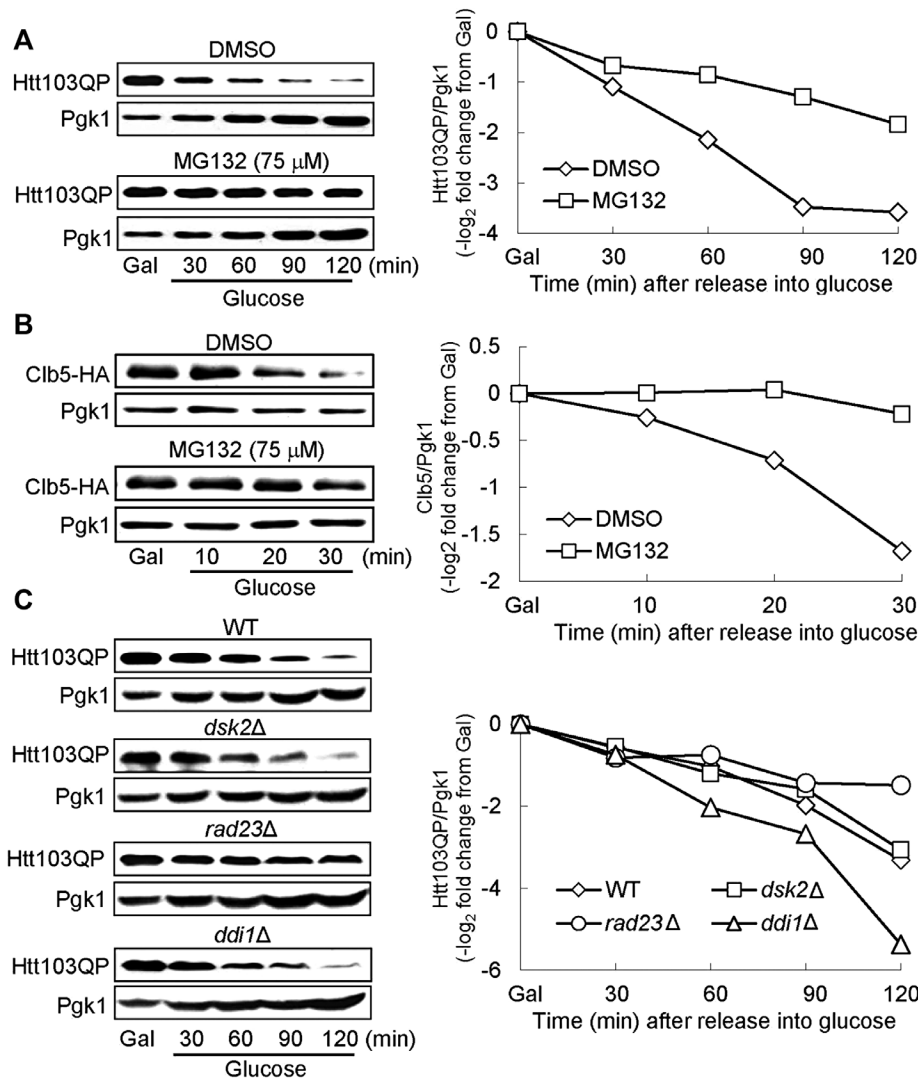 A
DMSO
Htt103QP
Pgk1
MG132 (75 μM)
Htt103QP
Pgk1
Gal 30 60 90 120 (min)
Glucose
Htt103QP/Pgk1
(-log2 fold change from Gal)
0
-1
-2
-3
-4
DMSO
MG132
Gal 30 60 90 120
Time (min) after release into glucose
B
DMSO
Clb5-HA
Pgk1
MG132 (75 μM)
Clb5-HA
Pgk1
Gal 10 20 30 (min)
Glucose
Clb5/Pgk1
(-log2 fold change from Gal)
0.5
0
-0.5
-1
-1.5
-2
DMSO
MG132
Gal 10 20 30
Time (min) after release into glucose
C
WT
Htt103QP
Pgk1
dsk2Δ
Htt103QP
Pgk1
rad23Δ
Htt103QP
Pgk1
ddi1Δ
Htt103QP
Pgk1
Gal 30 60 90 120 (min)
Glucose
Htt103QP/Pgk1
(-log2 fold change from Gal)
0
-2
-4
-6
WT dsk2Δ
rad23Δ ddi1Δ
Gal 30 60 90 120
Time (min) after release into glucose